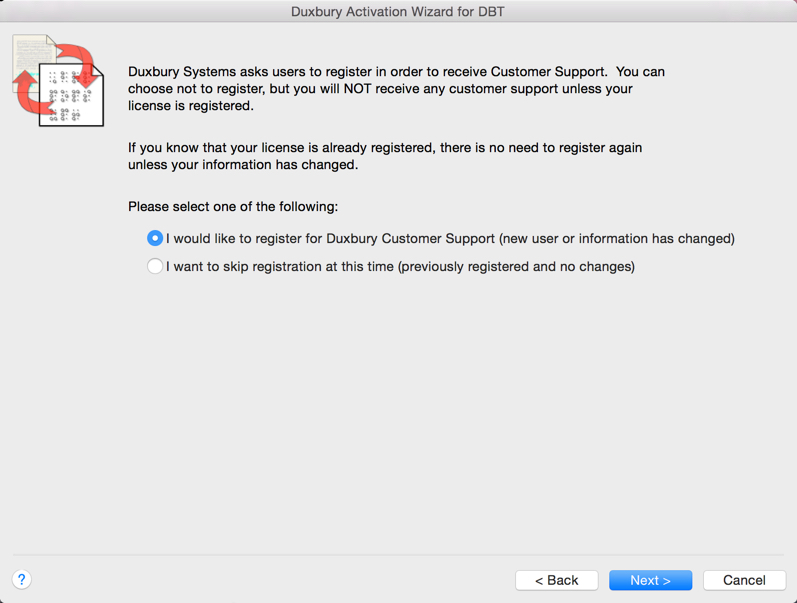 Duxbury Activation Wizard for DBT
Duxbury Systems asks users to register in order to receive Customer Support.  You can
choose not to register, but you will NOT receive any customer support unless your
license is registered.
If you know that your license is already registered, there is no need to register again
unless your information has changed.
Please select one of the following:
I would like to register for Duxbury Customer Support (new user or information has changed)
I want to skip registration at this time (previously registered and no changes)
?
< Back
Next >
Cancel